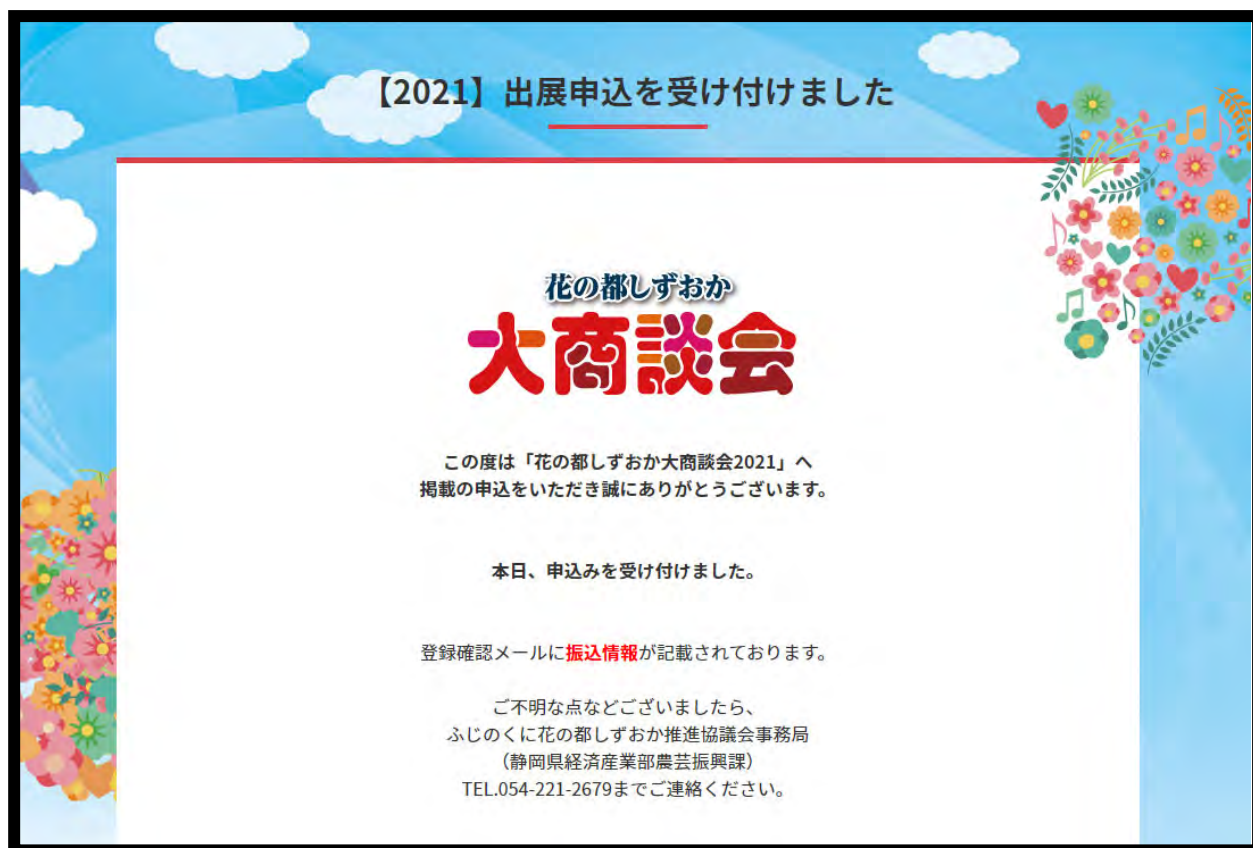 【2021】出展申込を受け付けました
花の都しずおか
大商談会
この度は「花の都しずおか大商談会2021」へ
掲載の申込をいただき誠にありがとうございます。
本日、申込みを受け付けました。
登録確認メールに振込情報が記載されております。
ご不明な点などございましたら、
ふじのくに花の都しずおか推進協議会事務局
（静岡県経済産業部農芸振興課）
TEL.054-221-2679までご連絡ください。